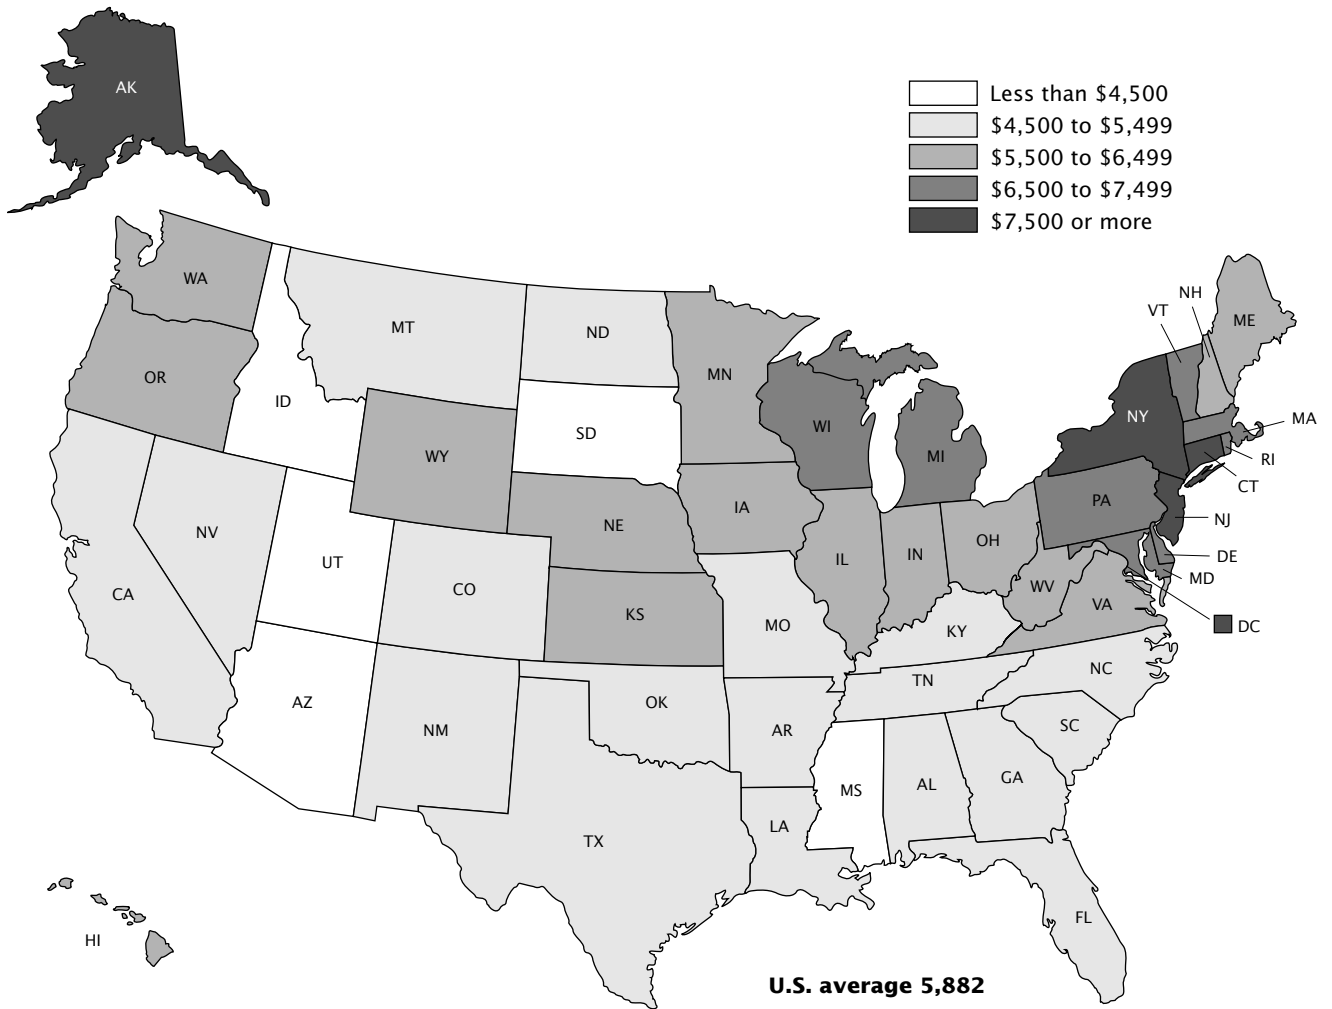 AK
Less than $4,500
$4,500 to $5,499
$5,500 to $6,499
$6,500 to $7,499
$7,500 or more
WA
NH
VT
ME
MT
ND
OR
MN
ID
NY
MA
SD
WI
WY
MI
RI
CT
PA
IA
NE
NJ
NV
OH
IN
UT
IL
DE
CO
WV
MD
CA
VA
KS
MO
KY
DC
NC
TN
AZ
OK
NM
AR
SC
GA
AL
MS
LA
TX
FL
HI
U.S. average 5,882